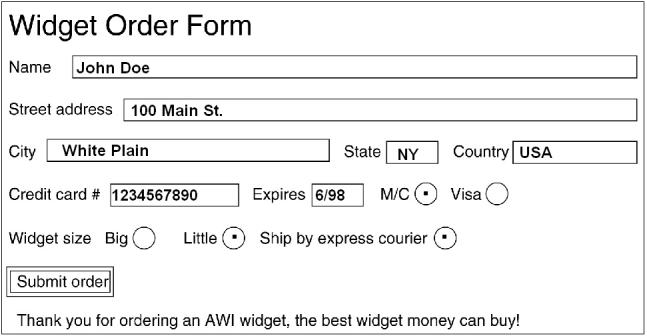 Widget Order Form
Name John Doe
Street address 100 Main St.
City White Plain State NY Country USA
Credit card # 1234567890 Expires 6/98 M/C Visa
Widget size Big Little Ship by express courier
Submit order
Thank you for ordering an AWI widget, the best widget money can buy!